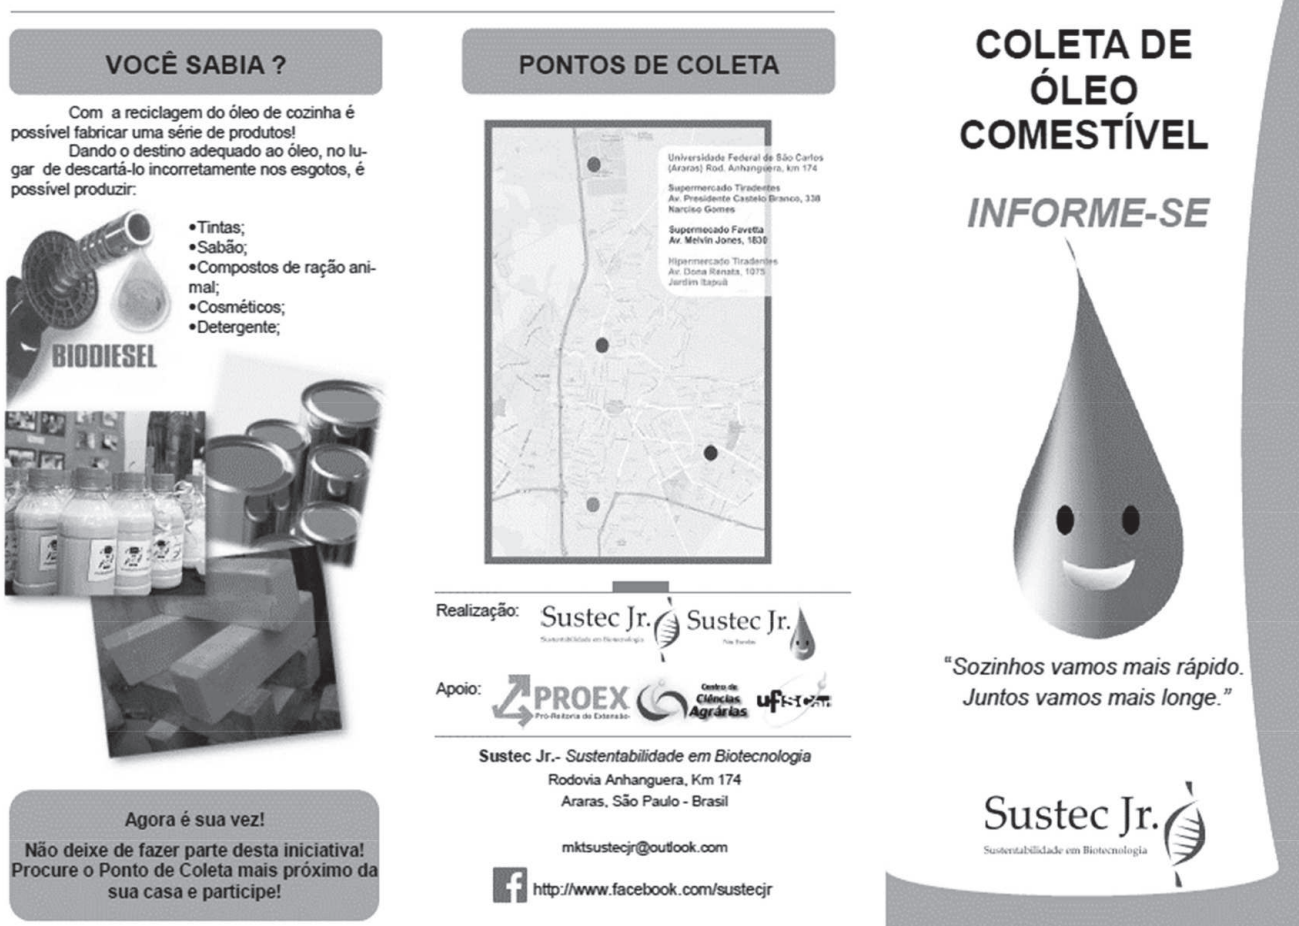 VOCÊ SABIA ?
Com a reciclagem do óleo de cozinha é
possível fabricar uma série de produtos!
Dando o destino adequado ao óleo, no lu-
gar de descartá-lo incorretamente nos esgotos, é
possível produzir:
•Tintas;
•Sabão;
•Compostos de ração ani-
mal;
•Cosméticos;
•Detergente;
BIODIESEL
Agora é sua vez!
Não deixe de fazer parte desta iniciativa!
Procure o Ponto de Coleta mais próximo da
sua casa e participe!
PONTOS DE COLETA
Universidade Federal de São Carlos
(Araras) Rod. Anhanguera, km 174
Supermercado Tiradentes
Av. Presidente Castelo Branco, 338
Narciso Gomes
Supermecado Favetta
Av. Melvin Jones, 1830
Hipermercado Tiradentes
Av. Dona Renata, 1075
Jardim Itapuã
Realização:
Sustec Jr.
Sustentabilidade em Biotecnologia
Sustec Jr.
Apoio:
PROEX
Pró-Reitoria de Extensão
Centro de
Ciências
Agrárias
ufscar
Sustec Jr.- Sustentabilidade em Biotecnologia
Rodovia Anhanguera, Km 174
Araras, São Paulo - Brasil
mktsustecjr@outlook.com
f http://www.facebook.com/sustecjr
COLETA DE
ÓLEO
COMESTÍVEL
INFORME-SE
“Sozinhos vamos mais rápido.
Juntos vamos mais longe.”
Sustec Jr.
Sustentabilidade em Biotecnologia